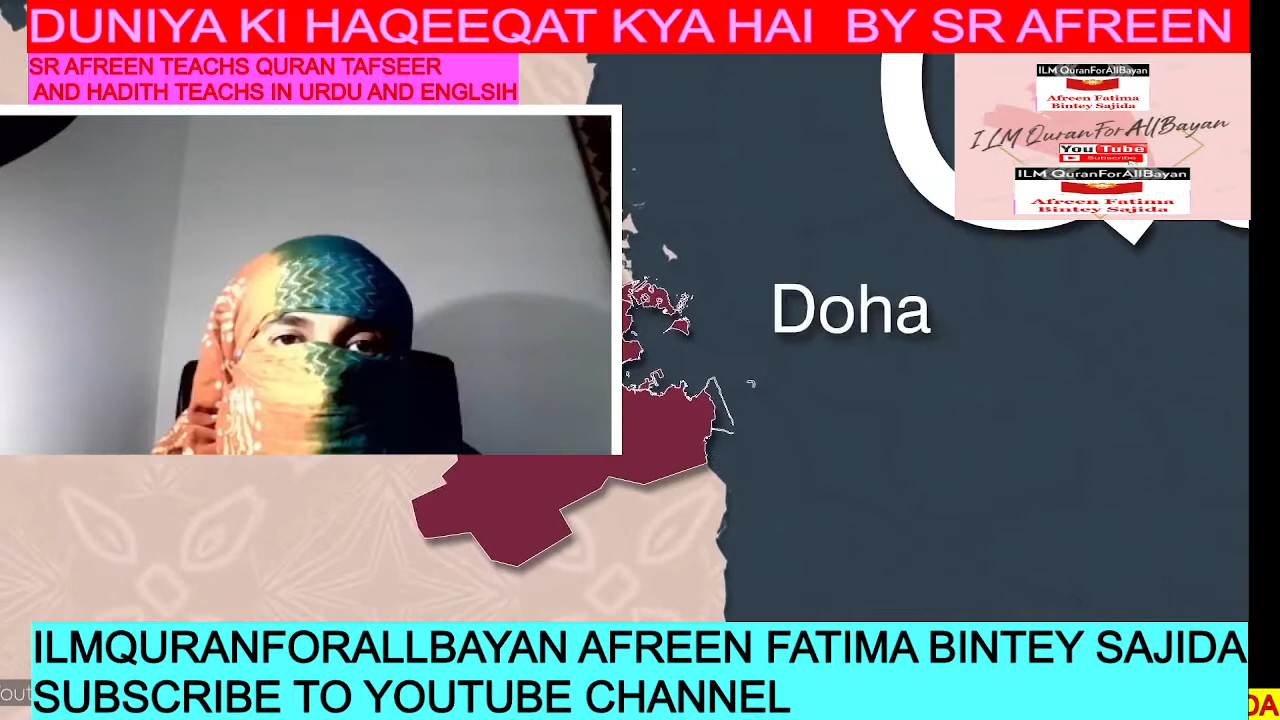 DUNIYA KI HAQEEQAT KYA HAI BY SR AFREEN
SR AFREEN TEACHS QURAN TAFSEER
AND HADITH TEACHS IN URDU AND ENGLSIH
ILM QuranForAllBayan
Afreen Fatima
Bintey Sajida
ILM QuranForAllBayan
YouTube
Subscribe
ILM QuranForAllBayan
Afreen Fatima
Bintey Sajida
Doha
ILMQURANFORALLBAYAN AFREEN FATIMA BINTEY SAJIDA
SUBSCRIBE TO YOUTUBE CHANNEL
DA